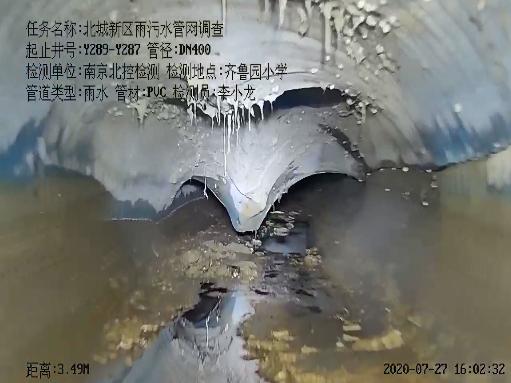 任务名称:北城新区雨污水管网调查
起止井号:Y289-Y287 管径:DN400
检测单位:南京北控检测 检测地点:齐鲁园小学
管道类型:雨水 管材:PVC 检测员:李小龙
距离:3.49M
2020-07-27 16:02:32